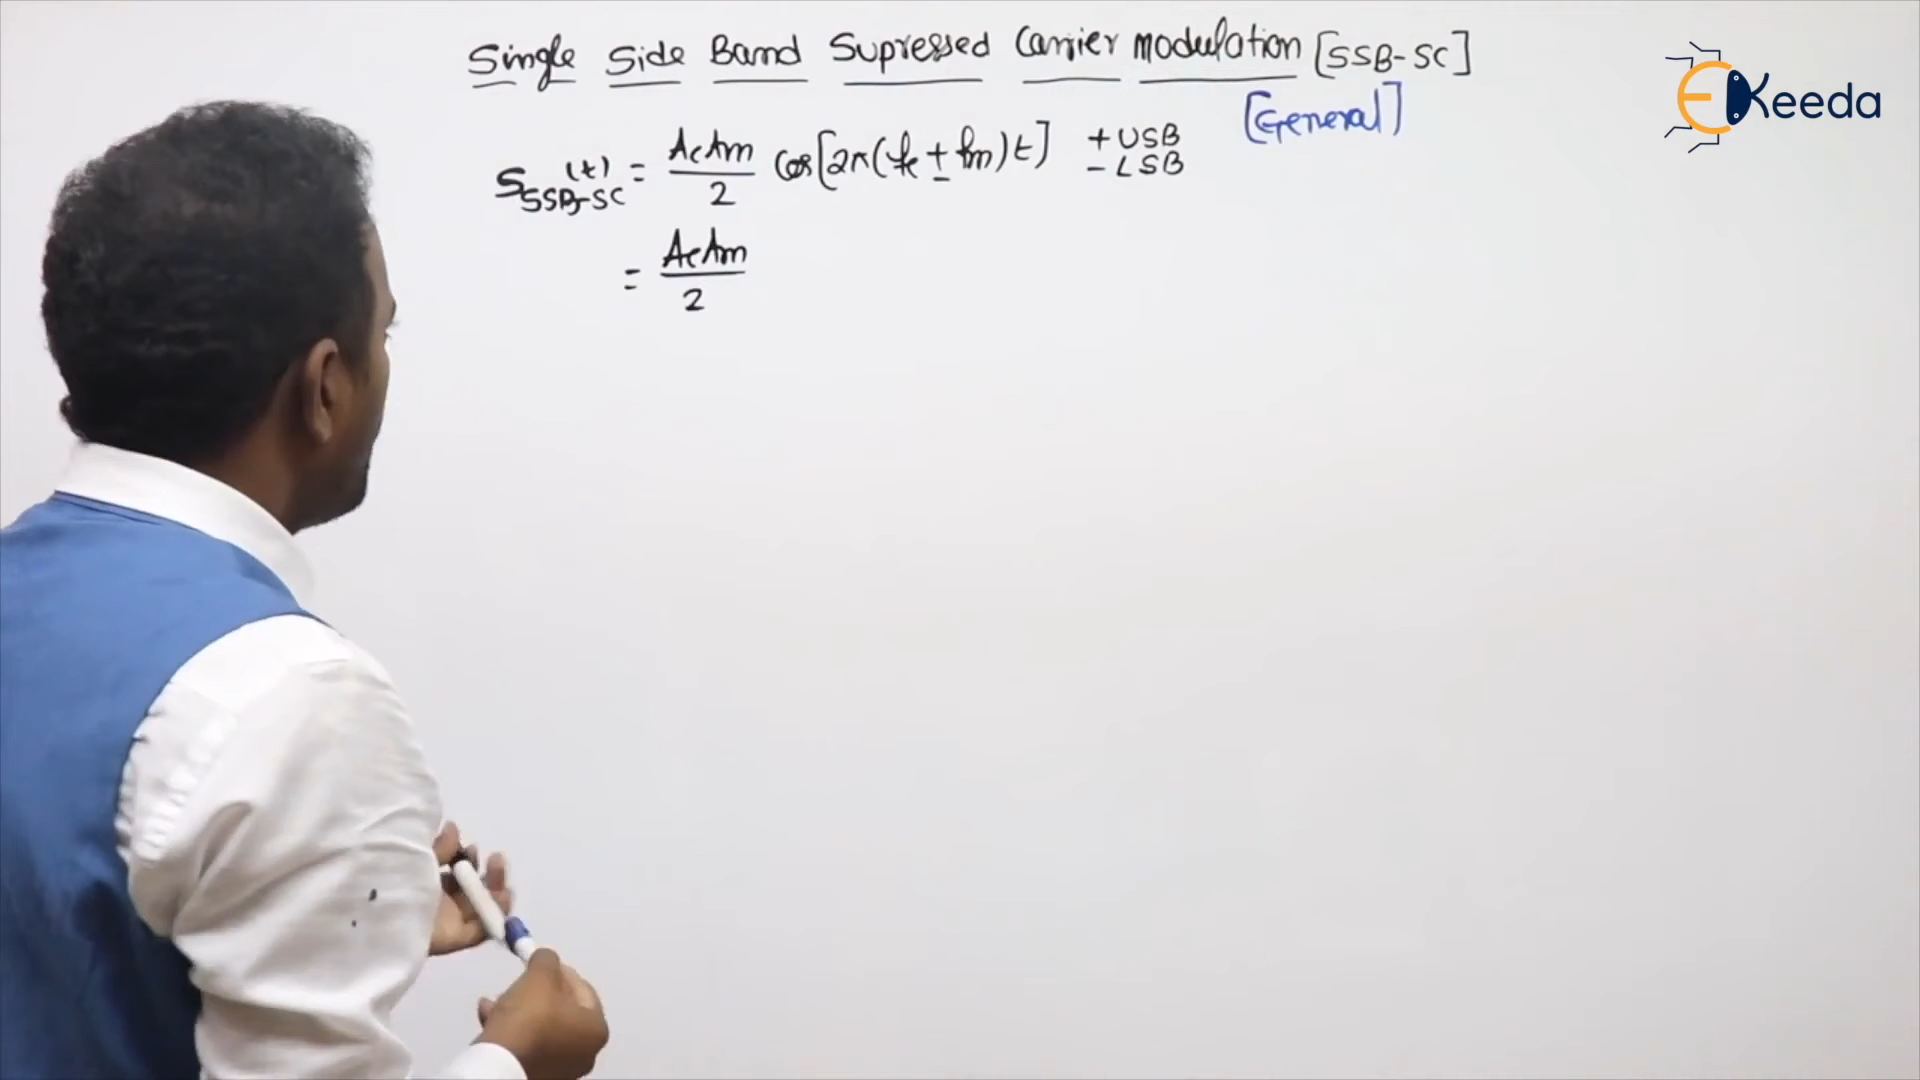 Single Side Band Supressed Carrier Modulation [SSB-SC]
[General]
S SSB-SC (t) = AcAm/2 Cos[2π(fc ± fm)t] + USB - LSB
= AcAm/2
EKeeda